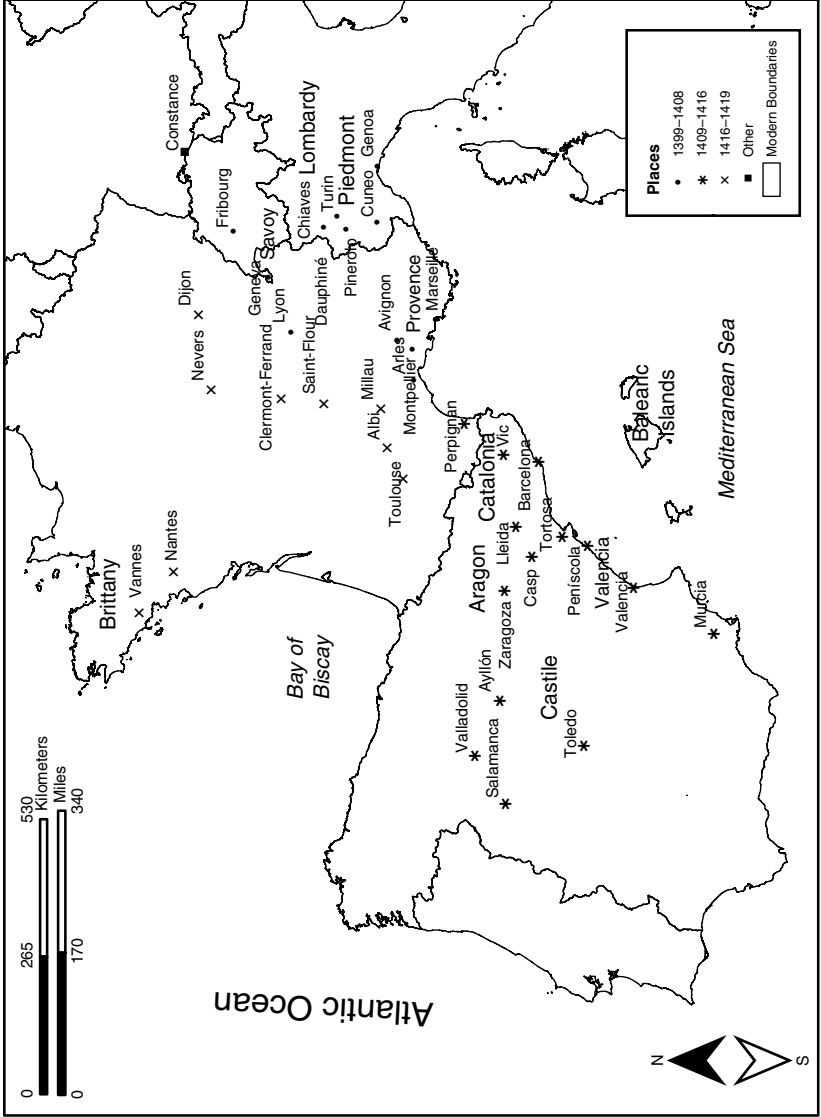 0 265 530
Kilometers
Miles
0 170 340
Atlantic Ocean
Bay of
Biscay
Mediterranean Sea
Balearic
Islands
Brittany
Vannes
Nantes
Nevers
Dijon
Constance
Fribourg
Geneva
Savoy
Lyon
Clermont-Ferrand
Saint-Flour
Dauphiné
Chiaves
Lombardy
Turin
Piedmont
Pinerolo
Cuneo
Genoa
Avignon
Arles
Provence
Marseille
Montpellier
Millau
Albi
Toulouse
Perpignan
Catalonia
Vic
Barcelona
Aragon
Lleida
Tortosa
Zaragoza
Casp
Peníscola
Valencia
Valencia
Murcia
Ayllón
Valladolid
Salamanca
Castile
Toledo
N
S
Places
1399–1408
1409–1416
1416–1419
Other
Modern Boundaries